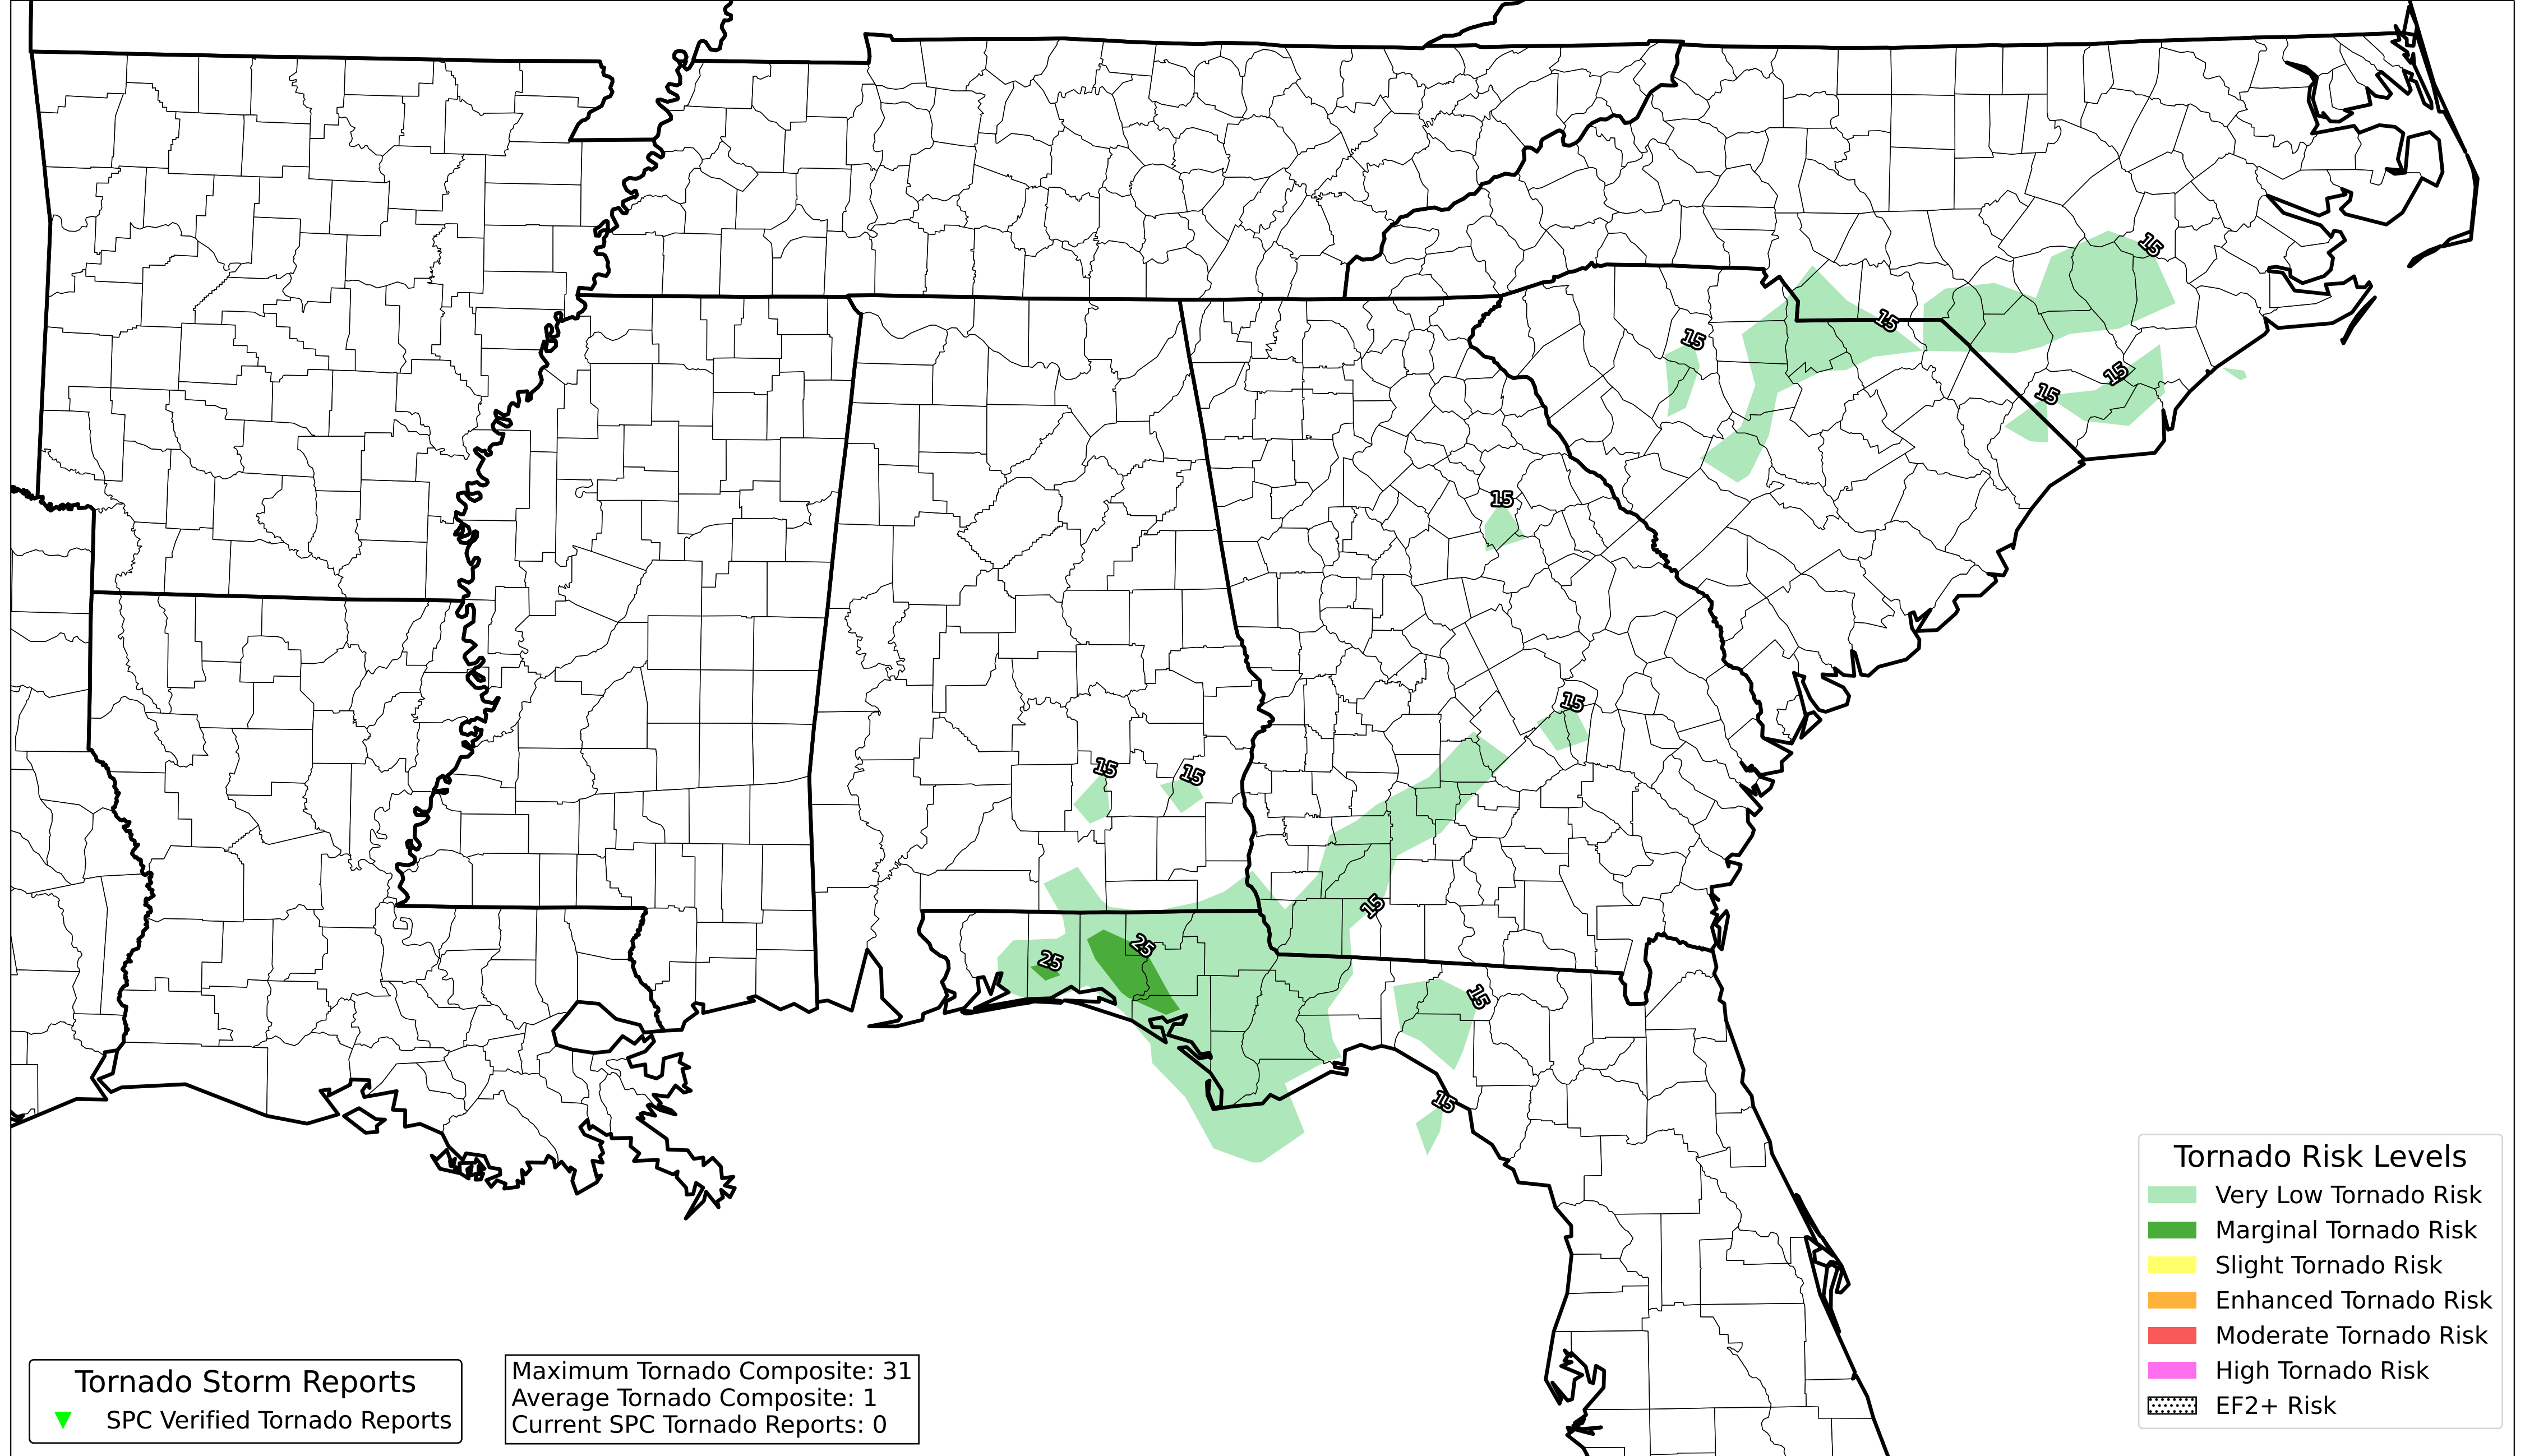 15
15
15
15
15
15
15
15
15
15
15
25
25
15
15
Tornado Risk Levels
Very Low Tornado Risk
Marginal Tornado Risk
Slight Tornado Risk
Enhanced Tornado Risk
Moderate Tornado Risk
High Tornado Risk
EF2+ Risk
Tornado Storm Reports
SPC Verified Tornado Reports
Maximum Tornado Composite: 31
Average Tornado Composite: 1
Current SPC Tornado Reports: 0